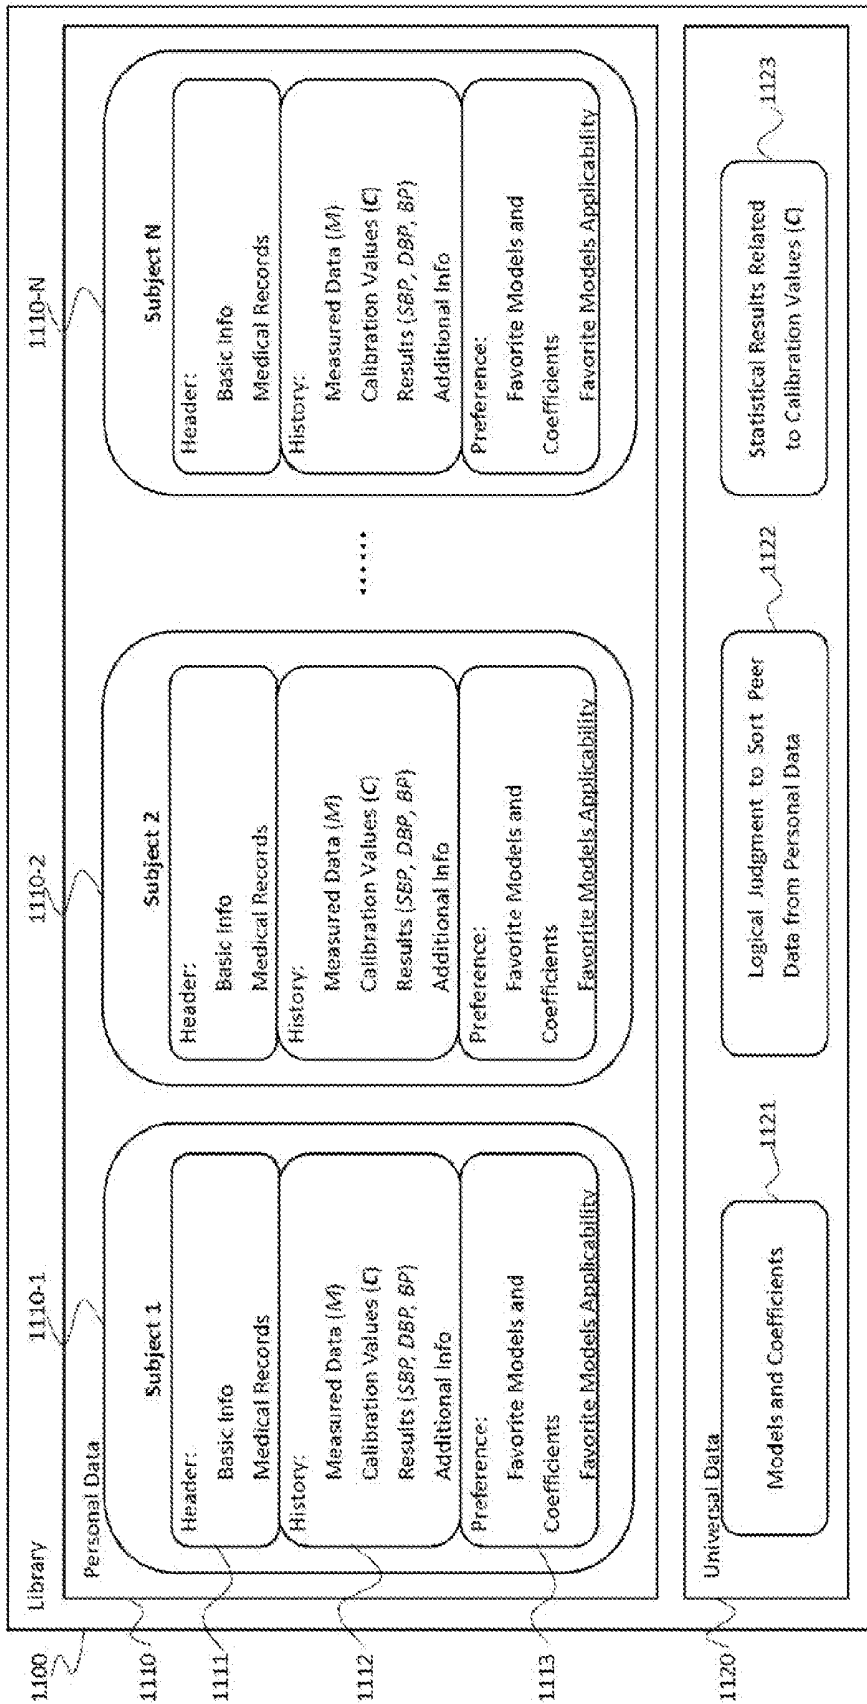 1100
Library
1110
Personal Data
1110-1
Subject 1
1111
Header:
Basic Info
Medical Records
1112
History:
Measured Data (M)
Calibration Values (C)
Results (SBP, DBP, BP)
Additional Info
1113
Preference:
Favorite Models and
Coefficients
Favorite Models Applicability
1110-2
Subject 2
Header:
Basic Info
Medical Records
History:
Measured Data (M)
Calibration Values (C)
Results (SBP, DBP, BP)
Additional Info
Preference:
Favorite Models and
Coefficients
Favorite Models Applicability
......
1110-N
Subject N
Header:
Basic Info
Medical Records
History:
Measured Data (M)
Calibration Values (C)
Results (SBP, DBP, BP)
Additional Info
Preference:
Favorite Models and
Coefficients
Favorite Models Applicability
1120
Universal Data
1121
Models and Coefficients
1122
Logical Judgment to Sort Peer
Data from Personal Data
1123
Statistical Results Related
to Calibration Values (C)